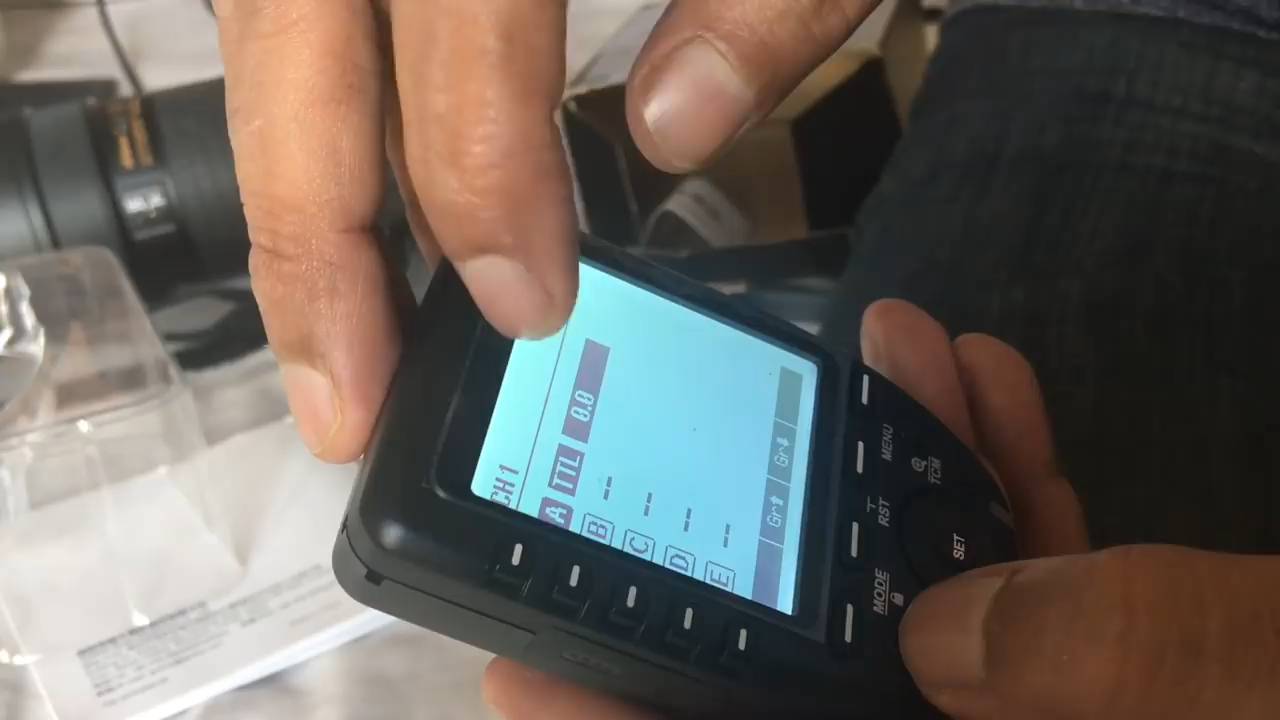 CH 1
A TTL 0.0
B --
C --
D --
E --
Gr⬆ Gr⬇
MENU
RST
MODE
TCM
SET